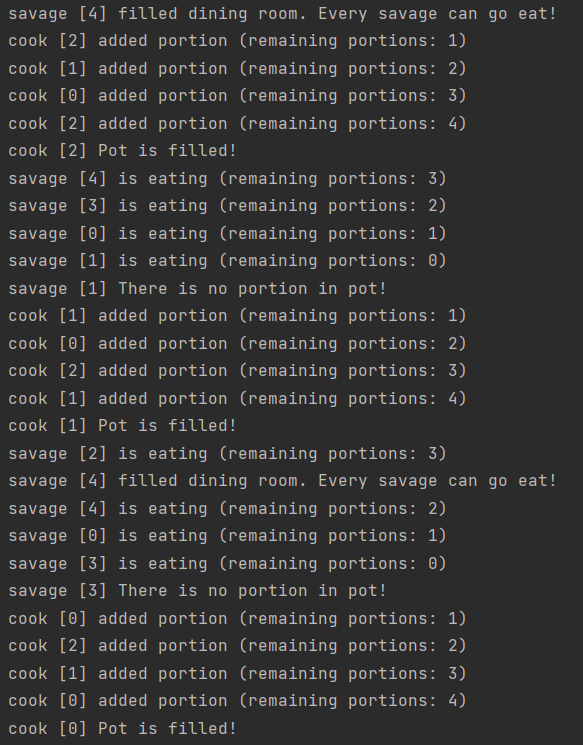 savage [4] filled dining room. Every savage can go eat!
cook [2] added portion (remaining portions: 1)
cook [1] added portion (remaining portions: 2)
cook [0] added portion (remaining portions: 3)
cook [2] added portion (remaining portions: 4)
cook [2] Pot is filled!
savage [4] is eating (remaining portions: 3)
savage [3] is eating (remaining portions: 2)
savage [0] is eating (remaining portions: 1)
savage [1] is eating (remaining portions: 0)
savage [1] There is no portion in pot!
cook [1] added portion (remaining portions: 1)
cook [0] added portion (remaining portions: 2)
cook [2] added portion (remaining portions: 3)
cook [1] added portion (remaining portions: 4)
cook [1] Pot is filled!
savage [2] is eating (remaining portions: 3)
savage [4] filled dining room. Every savage can go eat!
savage [4] is eating (remaining portions: 2)
savage [0] is eating (remaining portions: 1)
savage [3] is eating (remaining portions: 0)
savage [3] There is no portion in pot!
cook [0] added portion (remaining portions: 1)
cook [2] added portion (remaining portions: 2)
cook [1] added portion (remaining portions: 3)
cook [0] added portion (remaining portions: 4)
cook [0] Pot is filled!